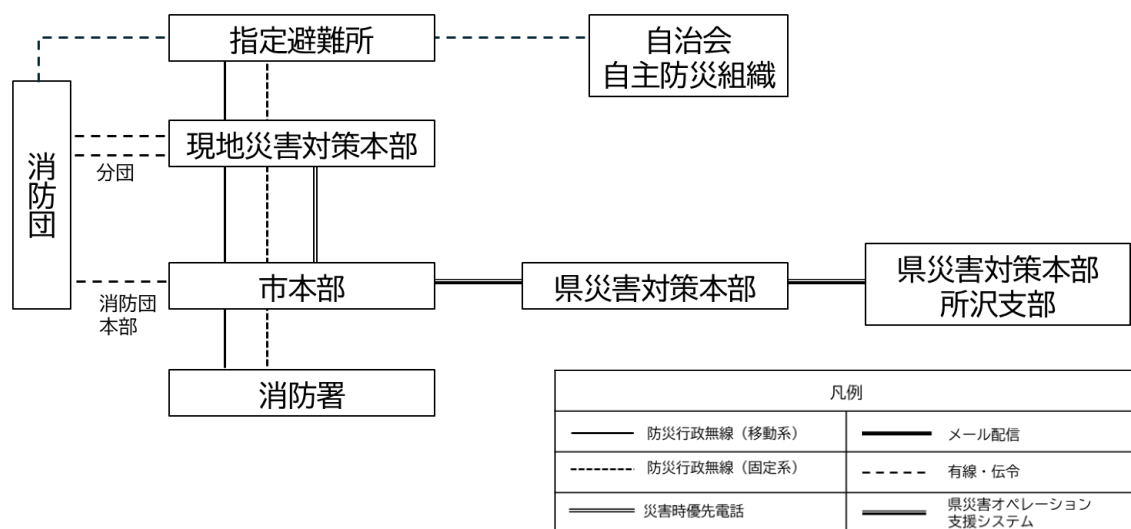 指定避難所
自治会
自主防災組織
消防団
現地災害対策本部
分団
市本部
消防団
本部
県災害対策本部
県災害対策本部
所沢支部
消防署
凡例
防災行政無線（移動系）
メール配信
防災行政無線（固定系）
有線・伝令
災害時優先電話
県災害オペレーション
支援システム